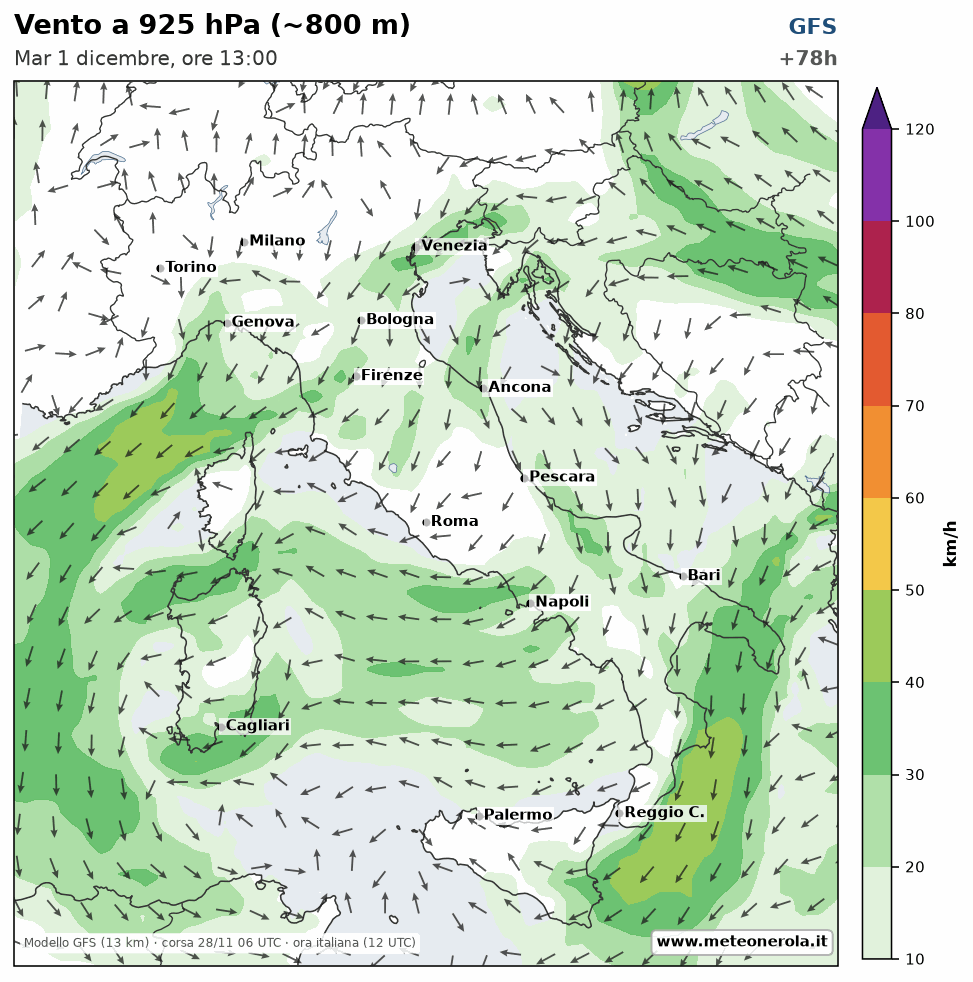 Vento a 925 hPa (~800 m)
GFS
Mar 1 dicembre, ore 13:00
+78h
120
100
80
70
60
50
40
30
20
10
km/h
Milano
Venezia
Torino
Genova
Bologna
Firenze
Ancona
Pescara
Roma
Bari
Napoli
Cagliari
Palermo
Reggio C.
Modello GFS (13 km) · corsa 28/11 06 UTC · ora italiana (12 UTC)
www.meteonerola.it